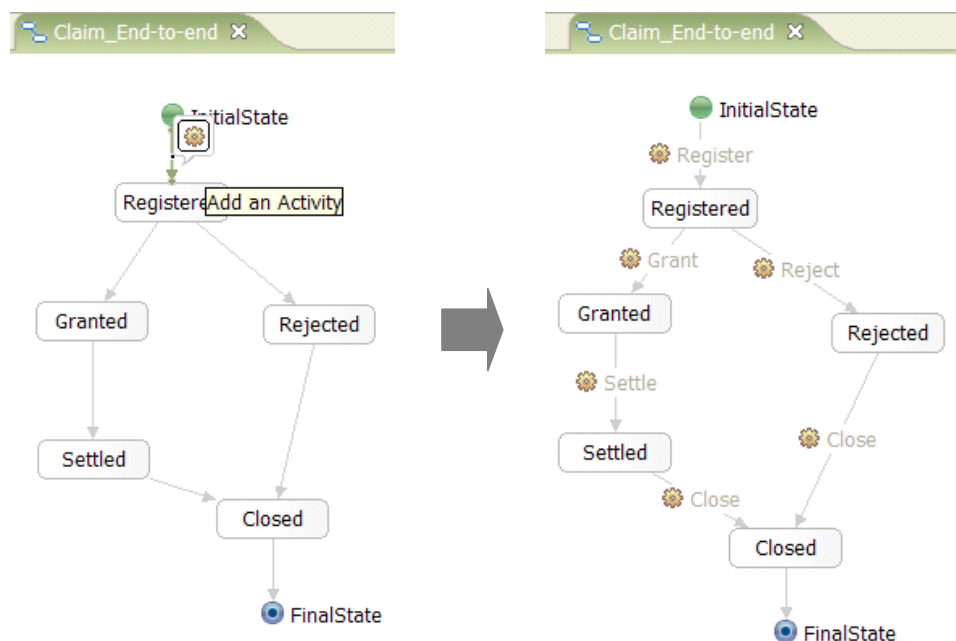 Claim_End-to-end
InitialState
Registere
Add an Activity
Granted
Rejected
Settled
Closed
FinalState
Claim_End-to-end
InitialState
Register
Registered
Grant
Reject
Granted
Rejected
Settle
Close
Settled
Close
Closed
FinalState